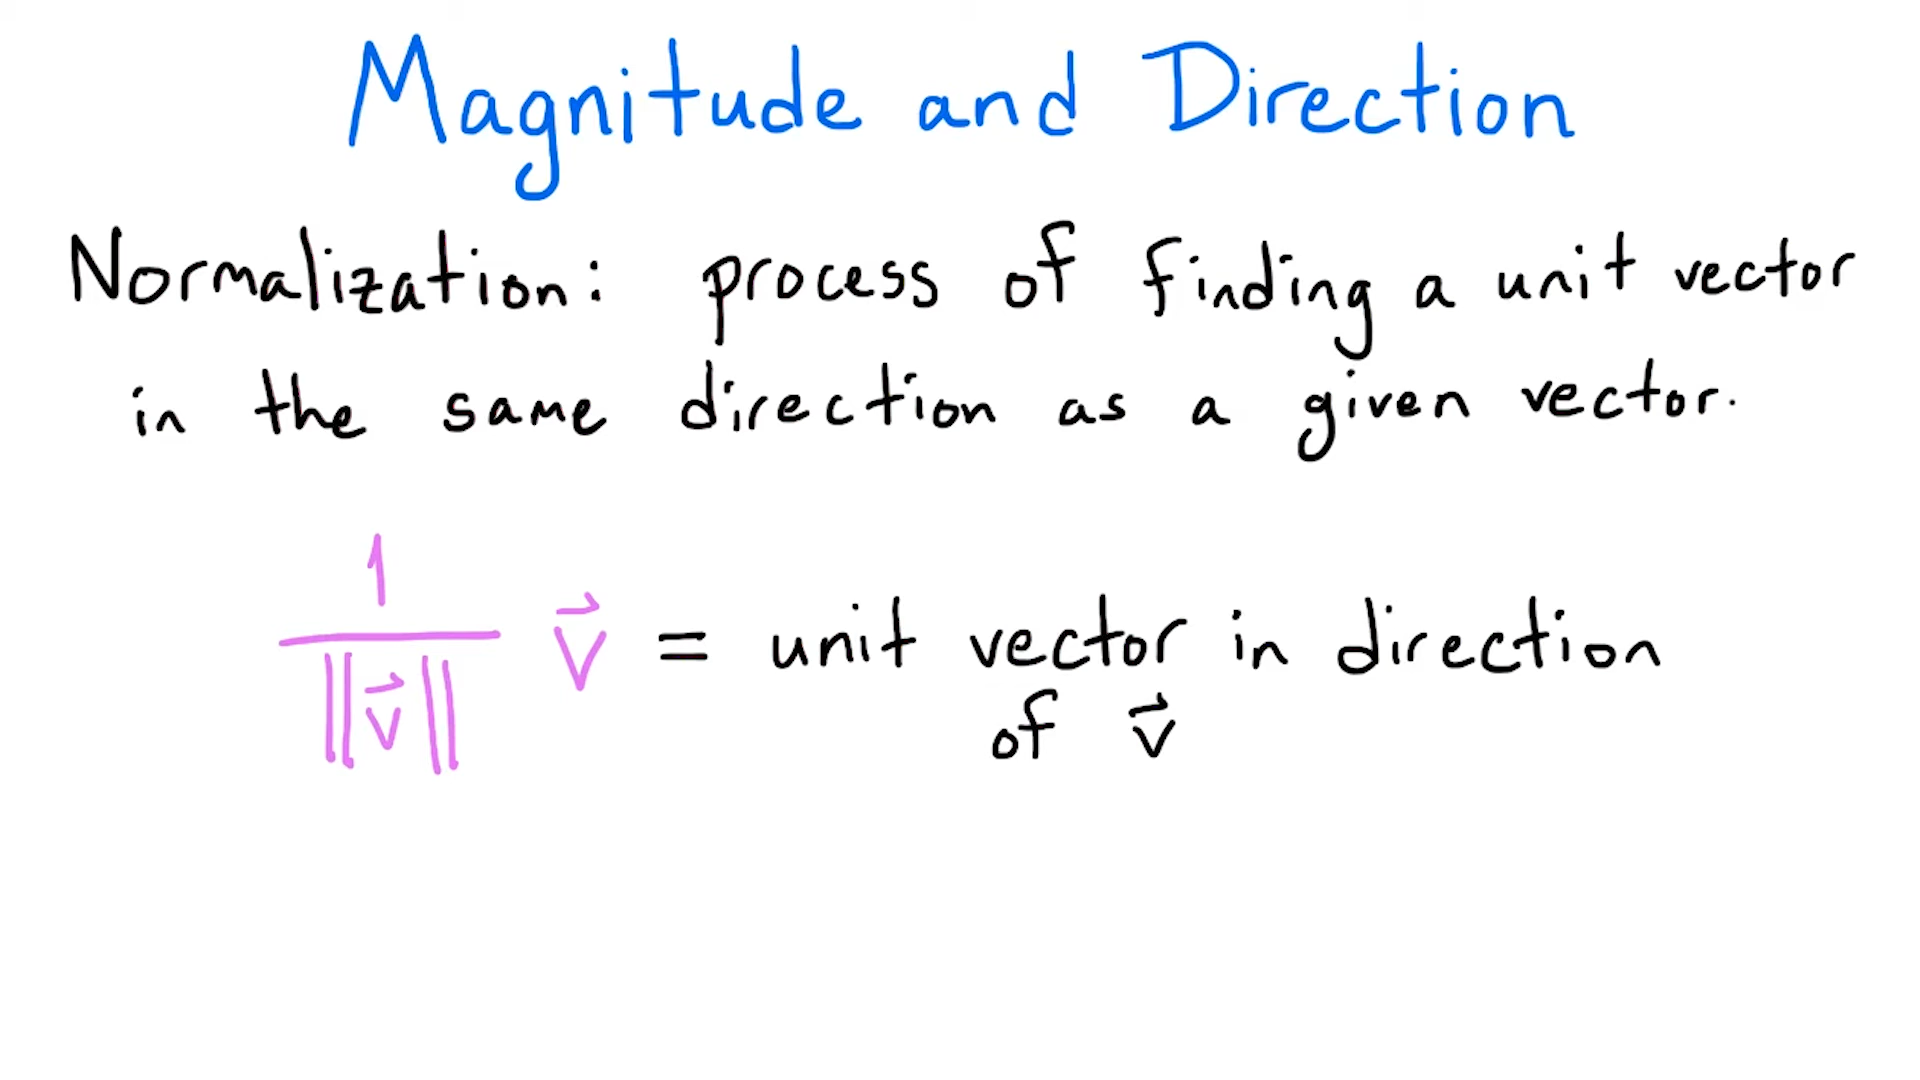 Magnitude and Direction
Normalization: process of finding a unit vector
in the same direction as a given vector.
1/‖v⃗‖ v⃗ = unit vector in direction
of v⃗